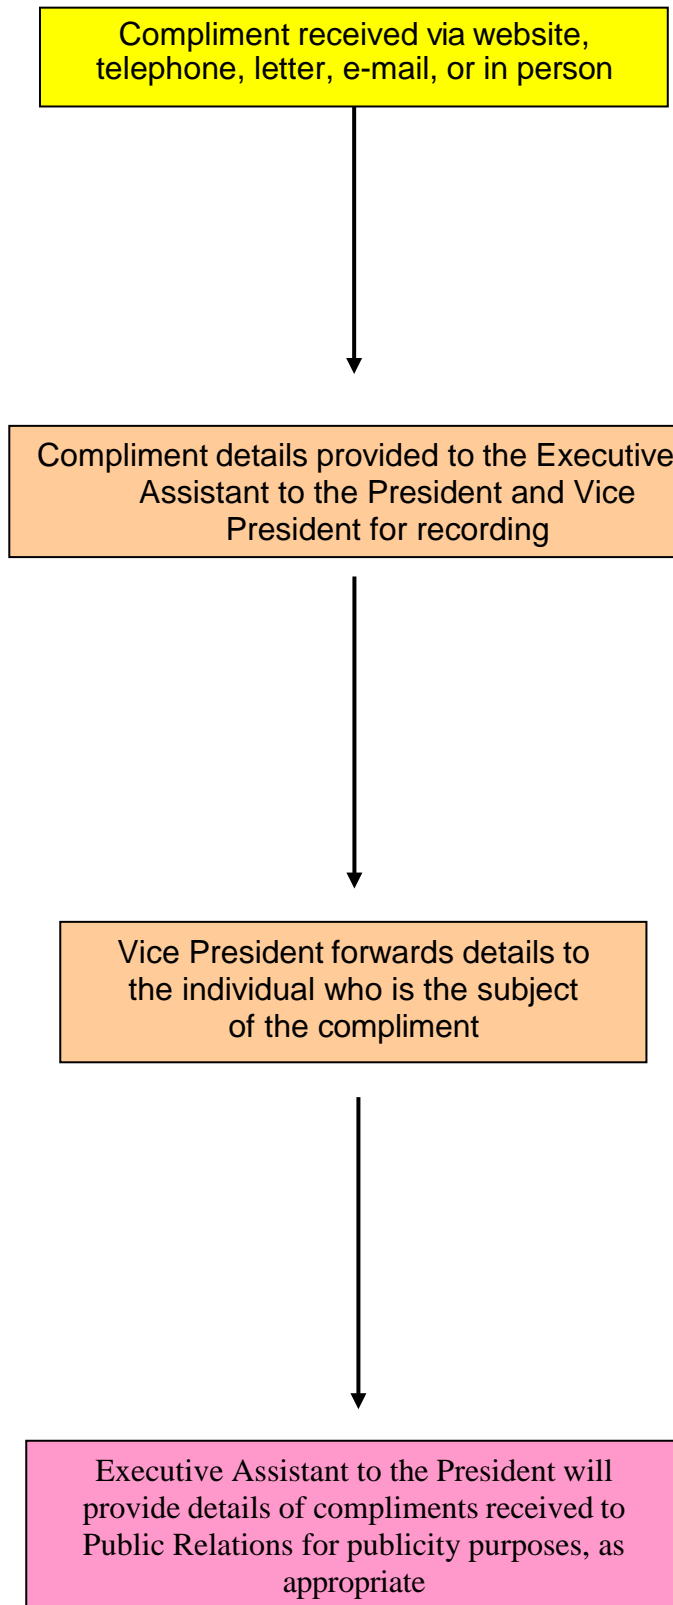 Compliment received via website,
telephone, letter, e-mail, or in person
Compliment details provided to the Executive
Assistant to the President and Vice
President for recording
Vice President forwards details to
the individual who is the subject
of the compliment
Executive Assistant to the President will
provide details of compliments received to
Public Relations for publicity purposes, as
appropriate